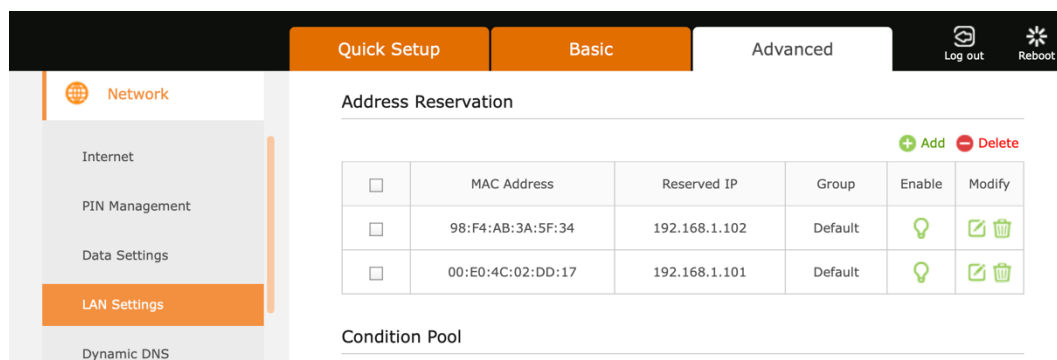 Quick Setup
Basic
Advanced
Log out
Reboot
Network
Internet
PIN Management
Data Settings
LAN Settings
Dynamic DNS
Address Reservation
Add Delete
MAC Address Reserved IP Group Enable Modify
98:F4:AB:3A:5F:34 192.168.1.102 Default
00:E0:4C:02:DD:17 192.168.1.101 Default
Condition Pool